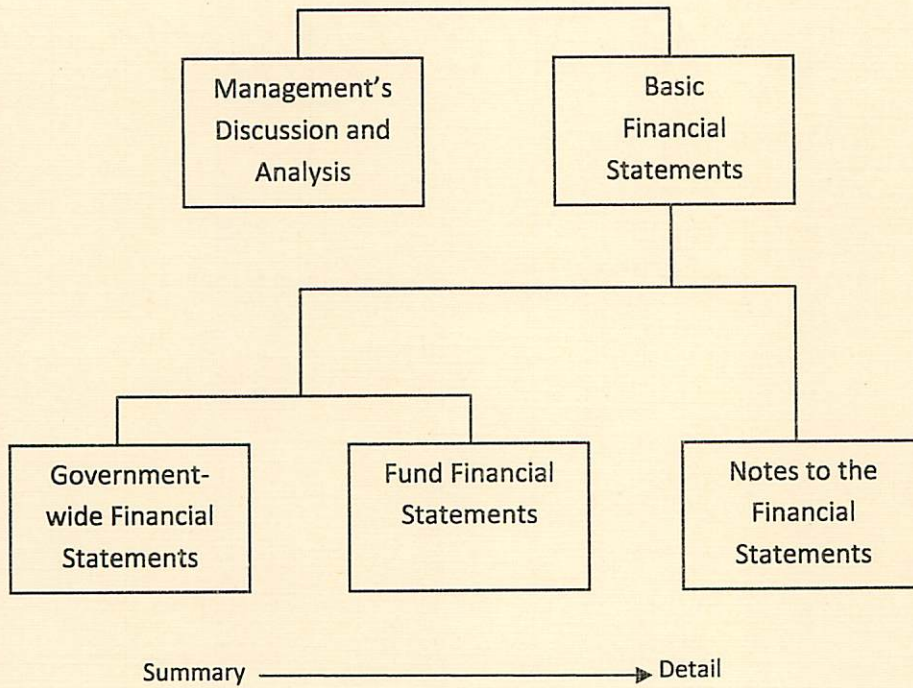 Management's
Discussion and
Analysis
Basic
Financial
Statements
Government-
wide Financial
Statements
Fund Financial
Statements
Notes to the
Financial
Statements
Summary
Detail